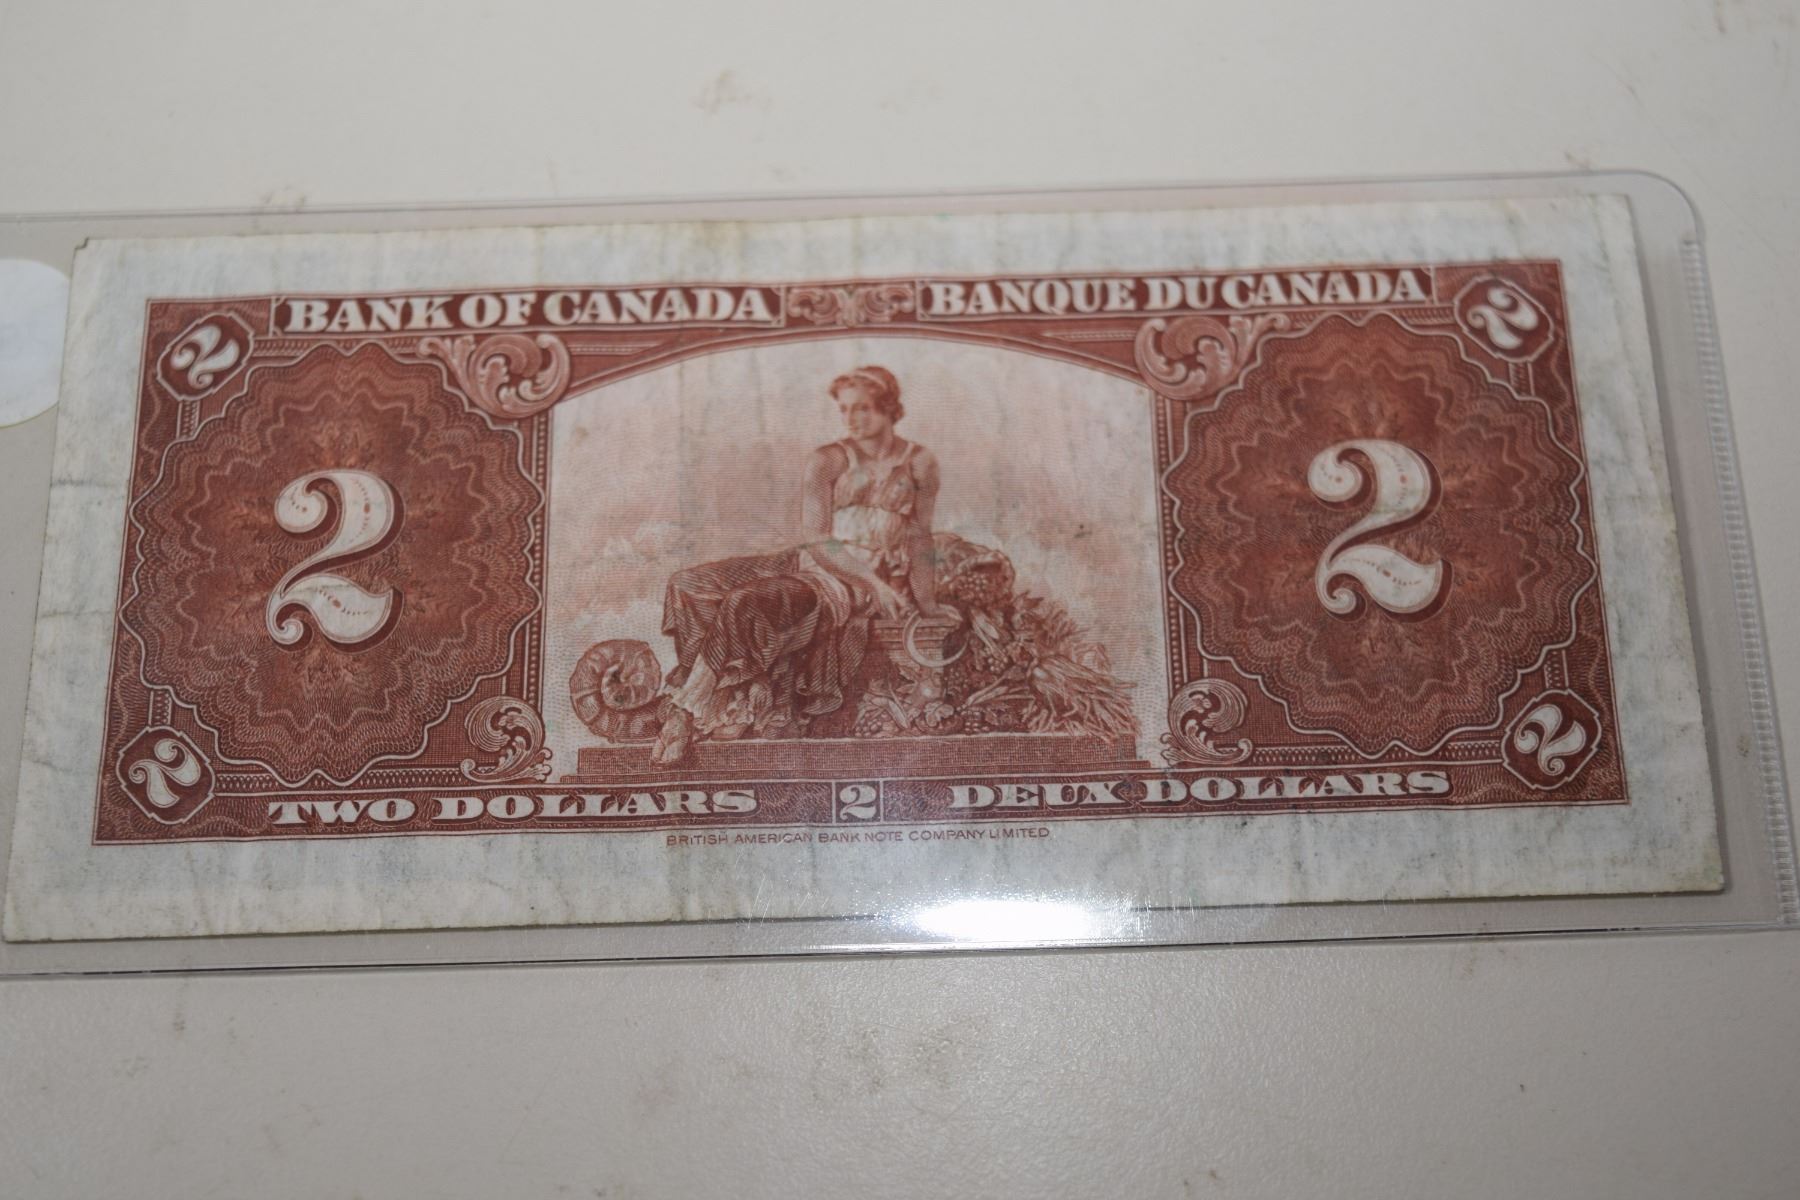 BANK OF CANADA BANQUE DU CANADA
2 2
2 2
2 2
TWO DOLLARS 2 DEUX DOLLARS
BRITISH AMERICAN BANK NOTE COMPANY LIMITED